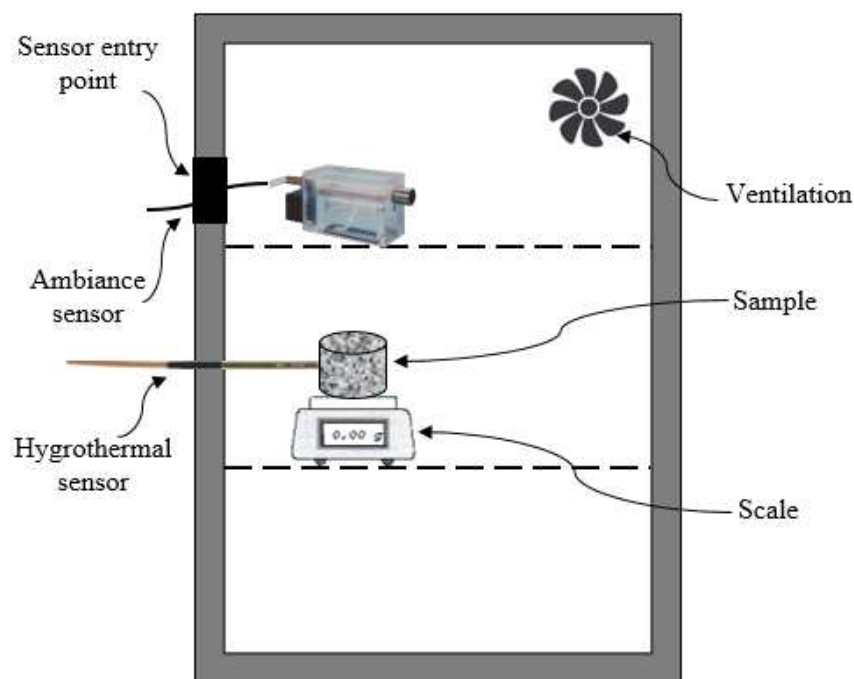 Sensor entry
point
Ventilation
Ambiance
sensor
Sample
0.00 g
Hygrothermal
sensor
Scale